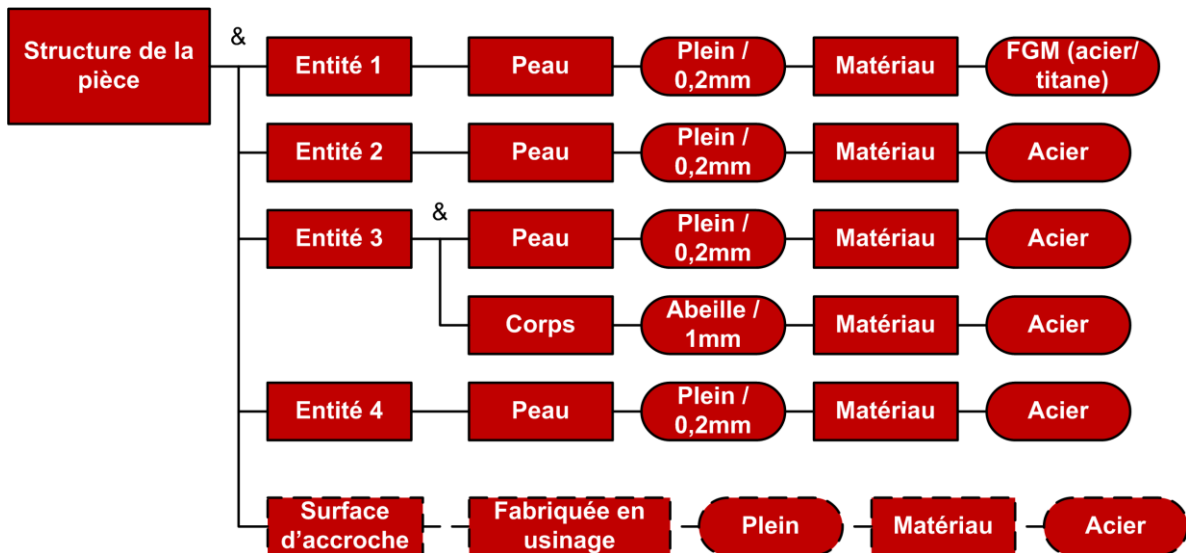 Structure de la
pièce
&
Entité 1
Peau
Plein /
0,2mm
Matériau
FGM (acier/
titane)
Entité 2
Peau
Plein /
0,2mm
Matériau
Acier
Entité 3
&
Peau
Plein /
0,2mm
Matériau
Acier
Corps
Abeille /
1mm
Matériau
Acier
Entité 4
Peau
Plein /
0,2mm
Matériau
Acier
Surface
d'accroche
Fabriquée en
usinage
Plein
Matériau
Acier